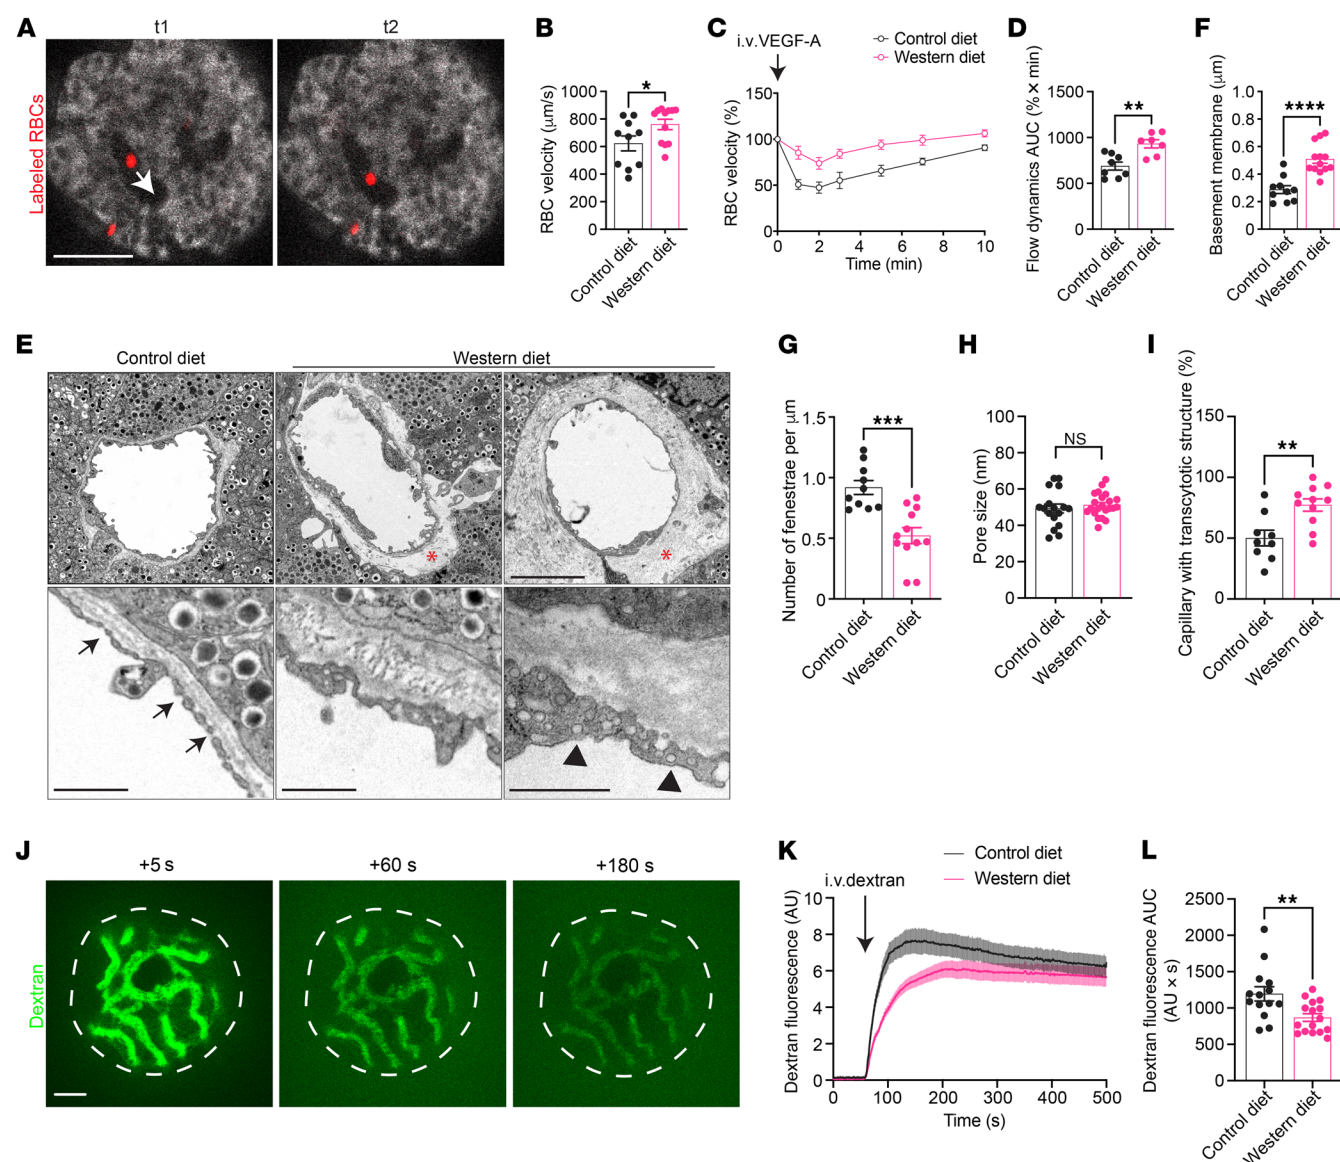 A
t1
t2
Labeled RBCs
B
RBC velocity (μm/s)
1000
800
600
400
200
0
*
Control diet
Western diet
C
i.v.VEGF-A
Control diet
Western diet
RBC velocity (%)
150
100
50
0
0 2 4 6 8 10
Time (min)
D
Flow dynamics AUC (% × min)
1500
1000
500
0
**
Control diet
Western diet
F
Basement membrane (μm)
1.0
0.8
0.6
0.4
0.2
0
****
Control diet
Western diet
E
Control diet
Western diet
*
*
G
Number of fenestrae per μm
1.5
1.0
0.5
0
***
Control diet
Western diet
H
Pore size (nm)
100
80
60
40
20
0
NS
Control diet
Western diet
I
Capillary with transcytotic structure (%)
150
100
50
0
**
Control diet
Western diet
J
+5 s
+60 s
+180 s
Dextran
K
Control diet
Western diet
i.v.dextran
Dextran fluorescence (AU)
10
8
6
4
2
0
0 100 200 300 400 500
Time (s)
L
Dextran fluorescence AUC
(AU × s)
2500
2000
1500
1000
500
0
**
Control diet
Western diet